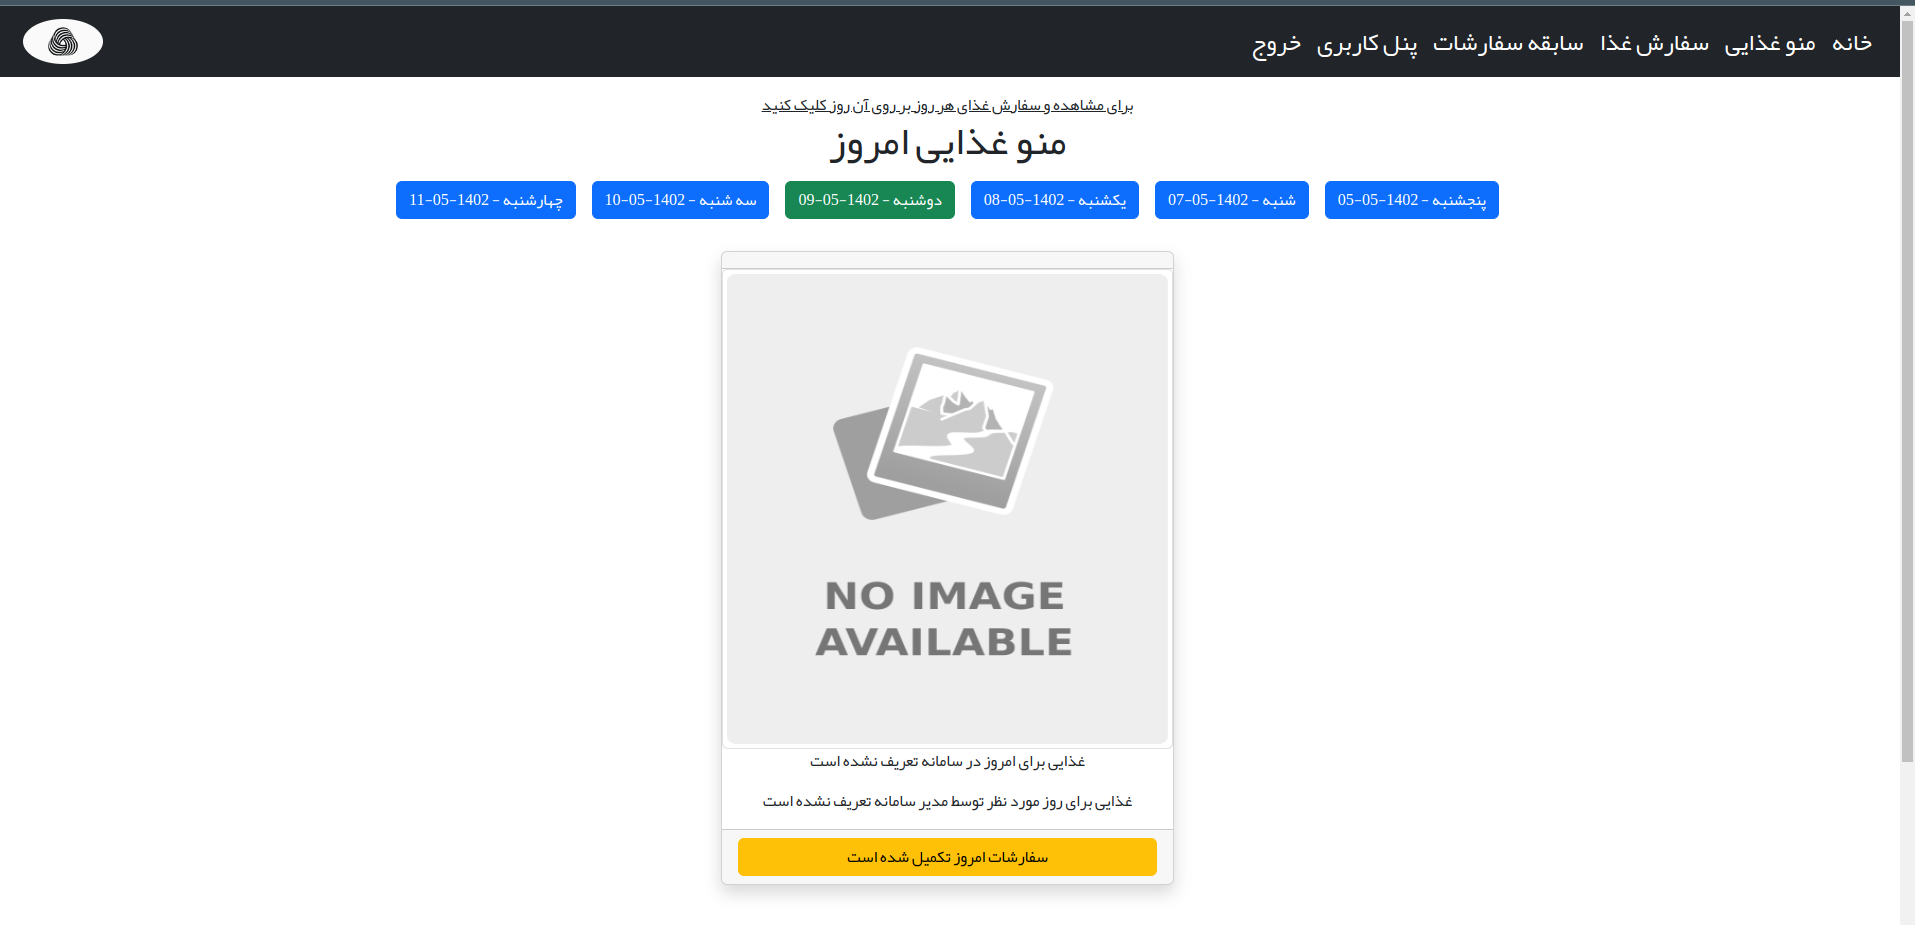 خانه منو غذایی سفارش غذا سابقه سفارشات پنل کاربری خروج
برای مشاهده و سفارش غذای هر روز بر روی آن روز کلیک کنید
منو غذایی امروز
پنجشنبه - 1402-05-05
شنبه - 1402-05-07
یکشنبه - 1402-05-08
دوشنبه - 1402-05-09
سه شنبه - 1402-05-10
چهارشنبه - 1402-05-11
NO IMAGE
AVAILABLE
غذایی برای امروز در سامانه تعریف نشده است
غذایی برای روز مورد نظر توسط مدیر سامانه تعریف نشده است
سفارشات امروز تکمیل شده است